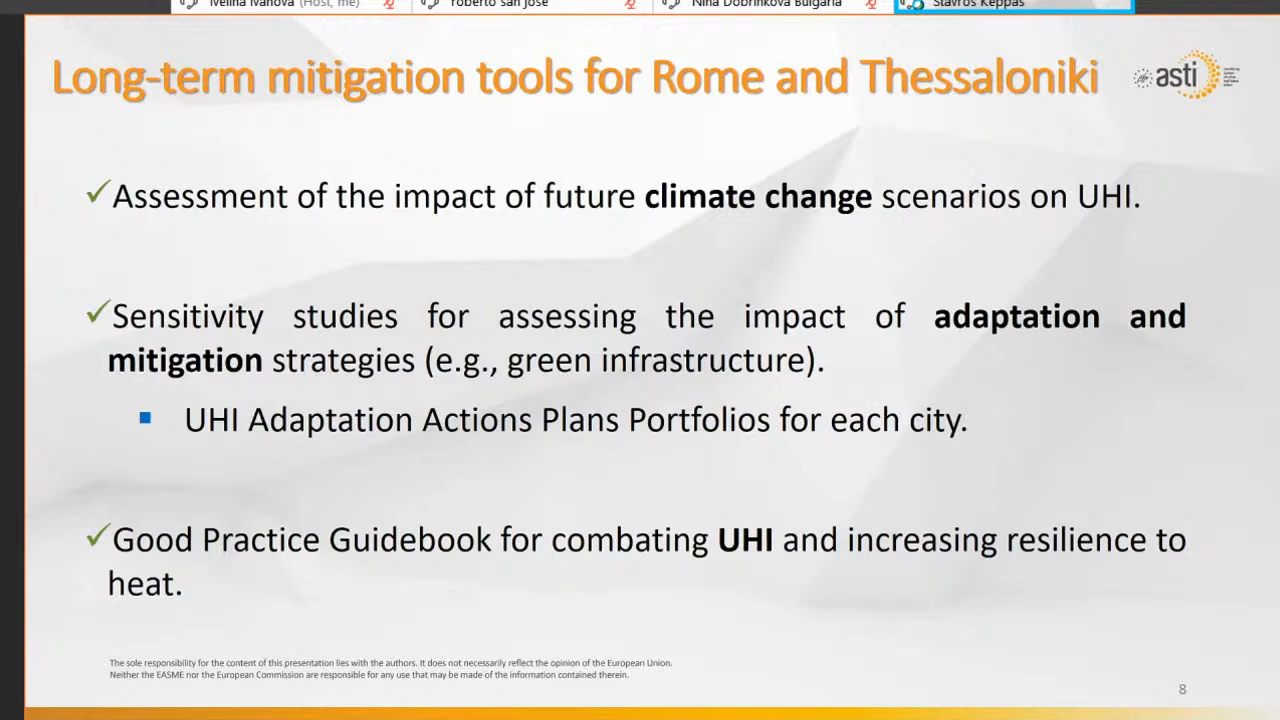 Ivelina Ivanova (Host, me)
roberto san jose
Nina Dobrinkova Bulgaria
Stavros Keppas
Long-term mitigation tools for Rome and Thessaloniki
asti
Assessment of the impact of future climate change scenarios on UHI.
Sensitivity studies for assessing the impact of adaptation and
mitigation strategies (e.g., green infrastructure).
UHI Adaptation Actions Plans Portfolios for each city.
Good Practice Guidebook for combating UHI and increasing resilience to
heat.
The sole responsibility for the content of this presentation lies with the authors. It does not necessarily reflect the opinion of the European Union.
Neither the EASME nor the European Commission are responsible for any use that may be made of the information contained therein.
8